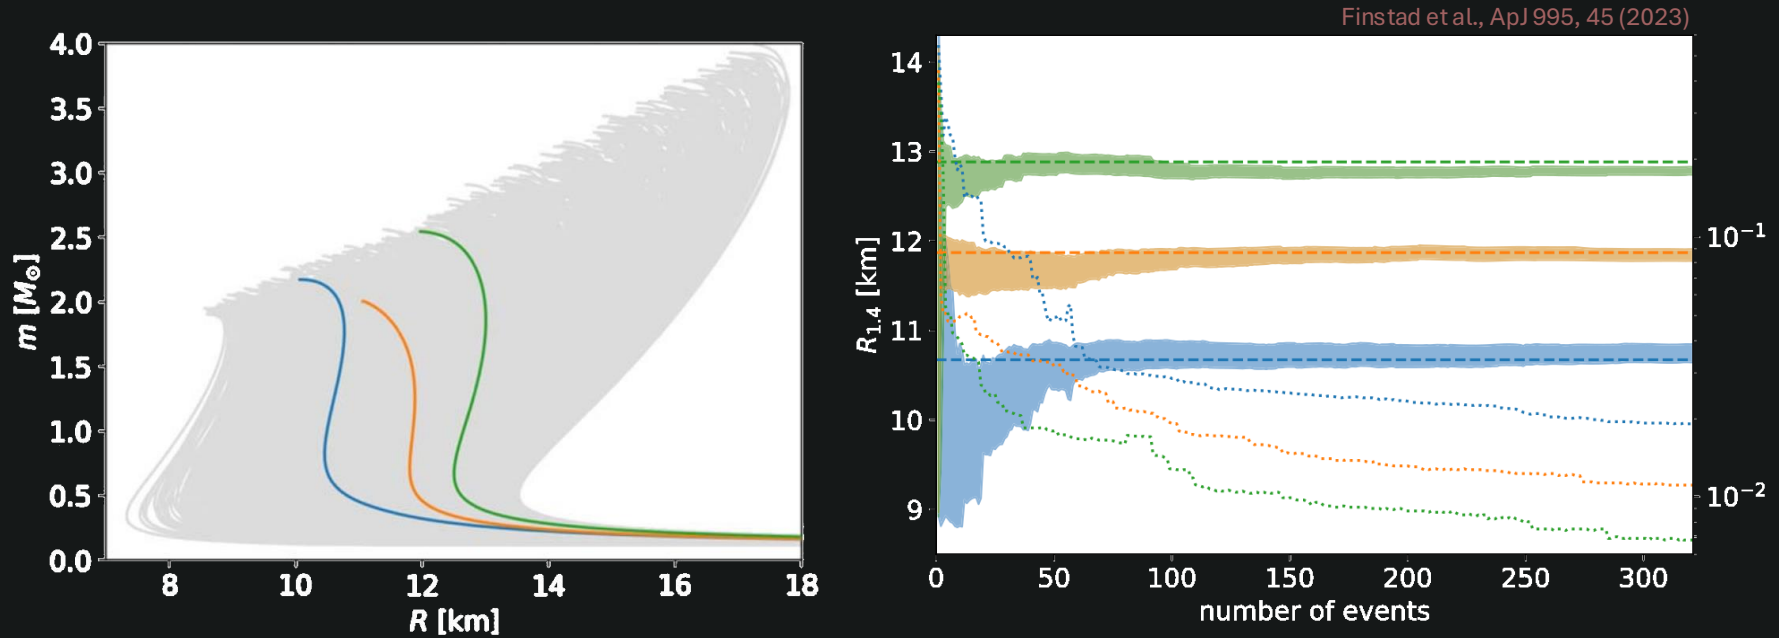 Finstad et al., ApJ 995, 45 (2023)
4.0
3.5
3.0
2.5
2.0
1.5
1.0
0.5
0.0
m [M⊙]
8 10 12 14 16 18
R [km]
14
13
12
11
10
9
R1.4 [km]
10⁻¹
10⁻²
0 50 100 150 200 250 300
number of events